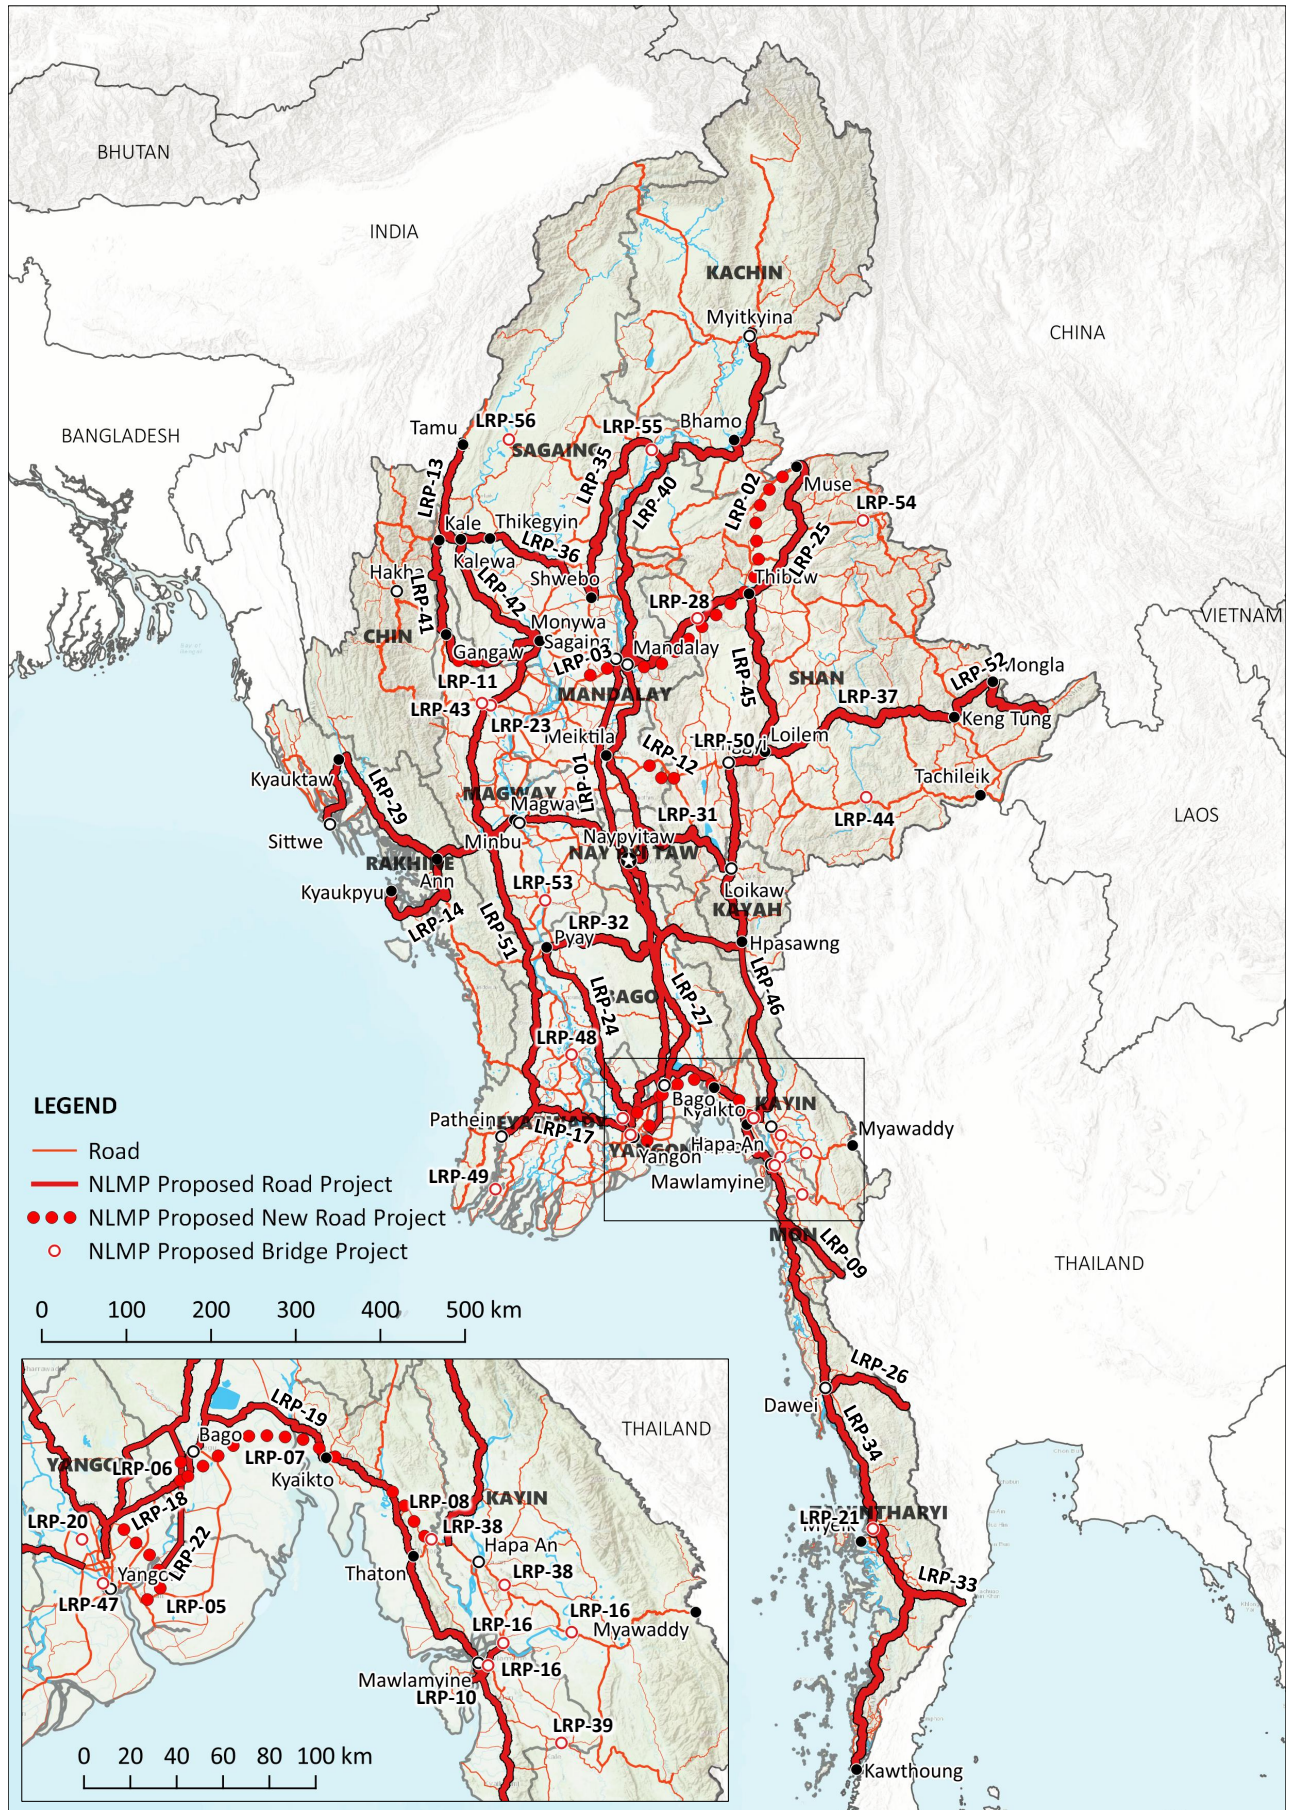 BHUTAN
INDIA
KACHIN
Myitkyina
CHINA
BANGLADESH
Tamu
LRP-56
LRP-55
Bhamo
SAGAING
LRP-13
LRP-35
LRP-40
LRP-02
Muse
LRP-54
Kale
Thikegyin
LRP-36
LRP-25
Kalewa
Hakha
LRP-41
LRP-42
Shwebo
Thibaw
LRP-28
VIETNAM
CHIN
Monywa
Sagaing
Gangaw
LRP-03
Mandalay
LRP-45
SHAN
LRP-52
Mongla
LRP-11
MANDALAY
LRP-37
LRP-43
LRP-23
Keng Tung
Meiktila
LRP-12
LRP-50
Loilem
Kyauktaw
LRP-29
LRP-01
Tachileik
MAGWAY
Magway
LRP-31
LRP-44
LAOS
Sittwe
Minbu
Naypyitaw
NAY PYI TAW
RAKHINE
Ann
Kyaukpyu
LRP-53
Loikaw
KAYAH
LRP-14
LRP-51
LRP-32
Pyay
Hpasawng
LRP-46
BAGO
LRP-24
LRP-27
LRP-48
LEGEND
Road
NLMP Proposed Road Project
NLMP Proposed New Road Project
NLMP Proposed Bridge Project
Bago
Kyaikto
KAYIN
Pathein
LRP-17
Myawaddy
Hapa An
Yangon
LRP-49
Mawlamyine
MON
LRP-09
THAILAND
0 100 200 300 400 500 km
LRP-26
Dawei
LRP-34
LRP-21
Myeik
LRP-33
Kawthoung
LRP-19
THAILAND
Bago
LRP-06
LRP-07
Kyaikto
LRP-18
LRP-08
KAYIN
LRP-20
LRP-38
Hapa An
LRP-22
Thaton
LRP-38
LRP-47
LRP-05
LRP-16
LRP-16
Myawaddy
LRP-16
Mawlamyine
LRP-10
LRP-39
0 20 40 60 80 100 km